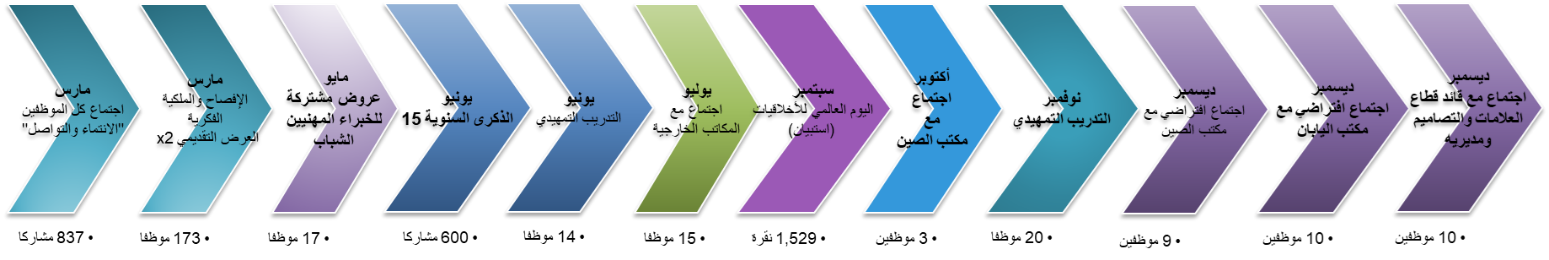 مارس
اجتماع كل الموظفين
"الانتماء والتواصل"
• 837 مشاركا
مارس
الإفصاح والملكية
الفكرية
العرض التقديمي x2
• 173 موظفا
مايو
عروض مشتركة
للخبراء المهنيين
الشباب
• 17 موظفا
يونيو
الذكرى السنوية 15
• 600 مشاركا
يونيو
التدريب التمهيدي
• 14 موظفا
يوليو
اجتماع مع
المكاتب الخارجية
• 15 موظفا
سبتمبر
اليوم العالمي للأخلاقيات
(استبيان)
• 1,529 نقرة
أكتوبر
اجتماع
مع
مكتب الصين
• 3 موظفين
نوفمبر
التدريب التمهيدي
• 20 موظفا
ديسمبر
اجتماع افتراضي مع
مكتب الصين
• 9 موظفين
ديسمبر
اجتماع افتراضي مع
مكتب اليابان
• 10 موظفين
ديسمبر
اجتماع مع قائد قطاع
العلامات والتصاميم
ومديريه
• 10 موظفين